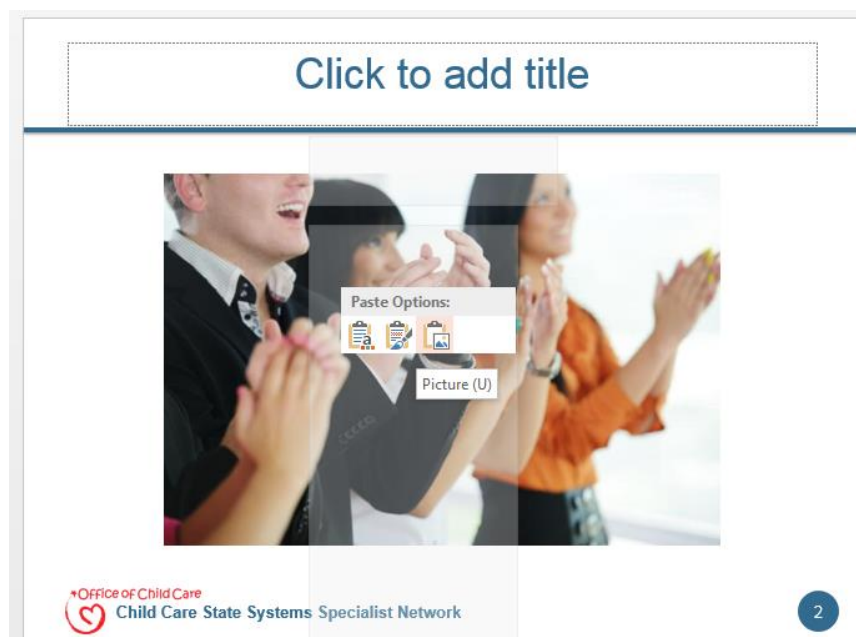 Click to add title
Paste Options:
Picture (U)
Office of Child Care
Child Care State Systems Specialist Network
2